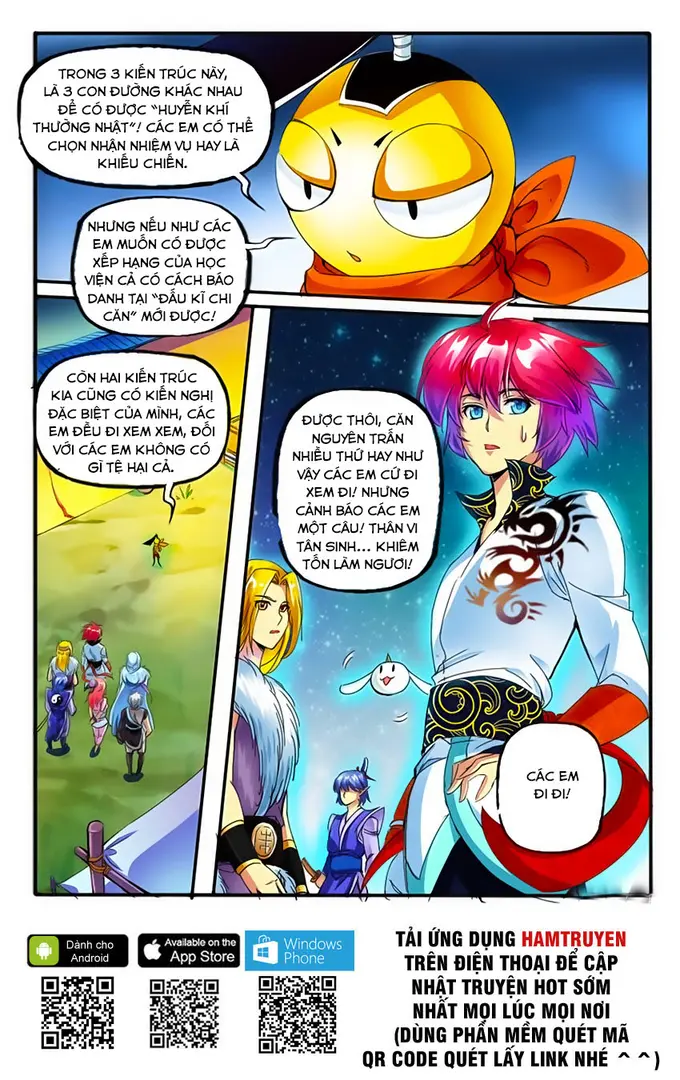 TRONG 3 KIẾN TRÚC NÀY,
LÀ 3 CON ĐƯỜNG KHÁC NHAU
ĐỂ CÓ ĐƯỢC "HUYỄN KHÍ
THƯỜNG NHẬT"! CÁC EM CÓ THỂ
CHỌN NHẬN NHIỆM VỤ HAY LÀ
KHIÊU CHIẾN.
NHƯNG NẾU NHƯ CÁC
EM MUỐN CÓ ĐƯỢC
XẾP HẠNG CỦA HỌC
VIỆN CẢ CÓ CÁCH BÁO
DANH TẠI "ĐẤU KĨ CHI
CĂN" MỚI ĐƯỢC!
CÒN HAI KIẾN TRÚC
KIA CŨNG CÓ KIẾN NGHỊ
ĐẶC BIỆT CỦA MÌNH, CÁC
EM ĐỀU ĐI XEM XEM, ĐỐI
VỚI CÁC EM KHÔNG CÓ
GÌ TỆ HẠI CẢ.
ĐƯỢC THÔI, CĂN
NGUYÊN TRẤN
NHIỀU THỨ HAY NHƯ
VẬY CÁC EM CỨ ĐI
XEM ĐI! NHƯNG
CẢNH BÁO CÁC EM
MỘT CÂU! THÂN VI
TÂN SINH... KHIÊM
TỐN LÀM NGƯƠI!
CÁC EM
ĐI ĐI!
Dành cho
Android
Available on the
App Store
Windows
Phone
TẢI ỨNG DỤNG HAMTRUYEN
TRÊN ĐIỆN THOẠI ĐỂ CẬP
NHẬT TRUYỆN HOT SỚM
NHẤT MỌI LÚC MỌI NƠI
(DÙNG PHẦN MỀM QUÉT MÃ
QR CODE QUÉT LẤY LINK NHÉ ^ ^)